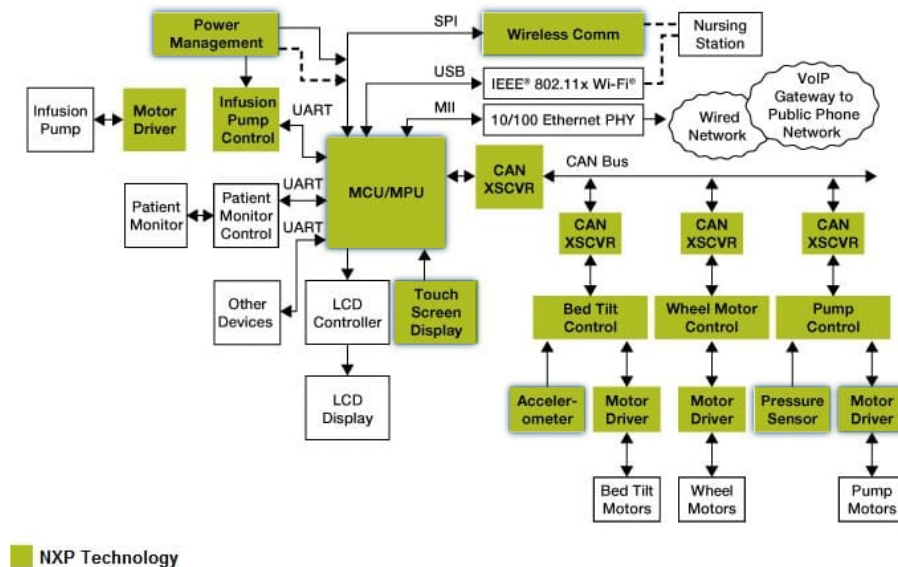 Power
Management
SPI
Wireless Comm
Nursing
Station
USB
IEEE® 802.11x Wi-Fi®
VoIP
Gateway to
Public Phone
Network
Infusion
Pump
Motor
Driver
Infusion
Pump
Control
UART
MII
10/100 Ethernet PHY
Wired
Network
MCU/MPU
CAN
XSCVR
CAN Bus
Patient
Monitor
Patient
Monitor
Control
UART
UART
CAN
XSCVR
CAN
XSCVR
CAN
XSCVR
Other
Devices
LCD
Controller
Touch
Screen
Display
Bed Tilt
Control
Wheel Motor
Control
Pump
Control
LCD
Display
Acceler-
ometer
Motor
Driver
Motor
Driver
Pressure
Sensor
Motor
Driver
Bed Tilt
Motors
Wheel
Motors
Pump
Motors
NXP Technology